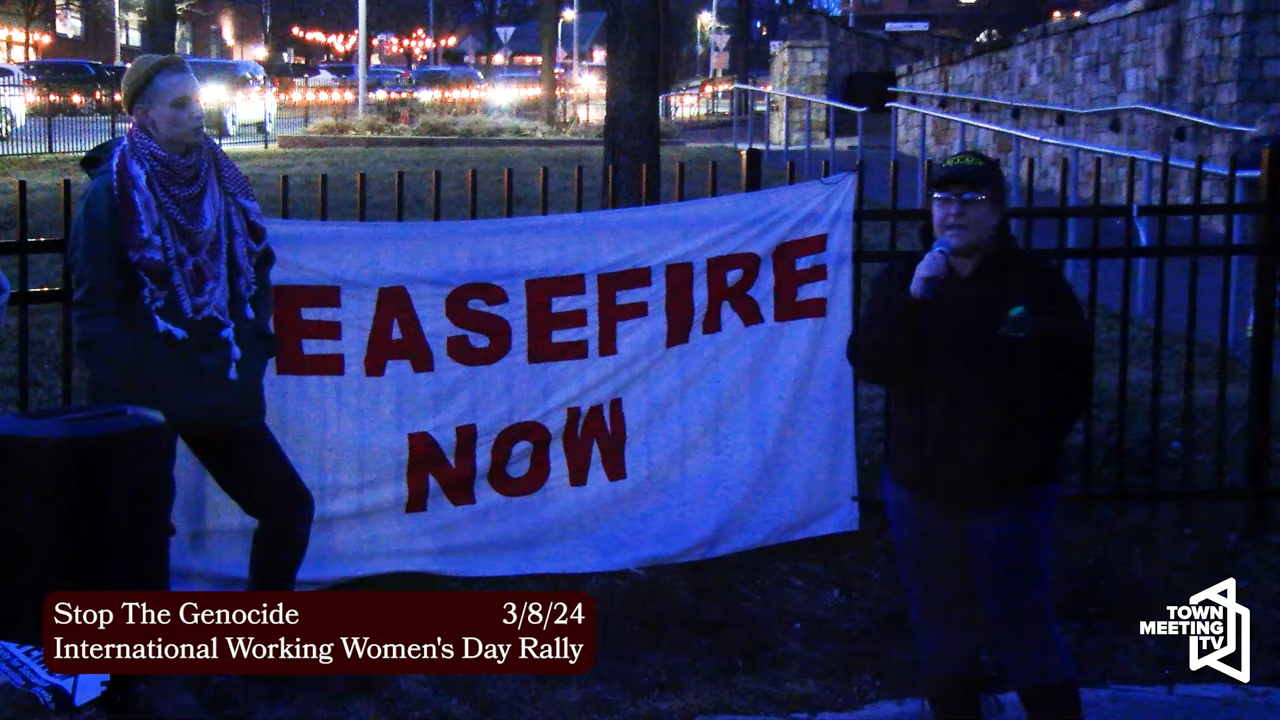 EASEFIRE
NOW
Stop The Genocide 3/8/24
International Working Women's Day Rally
TOWN
MEETING
TV